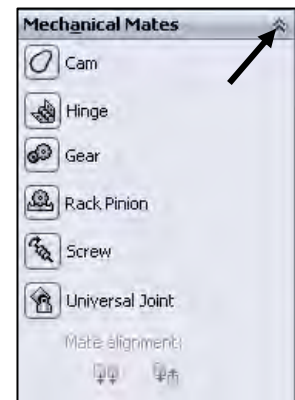 Mechanical Mates
Cam
Hinge
Gear
Rack Pinion
Screw
Universal Joint
Mate alignment: